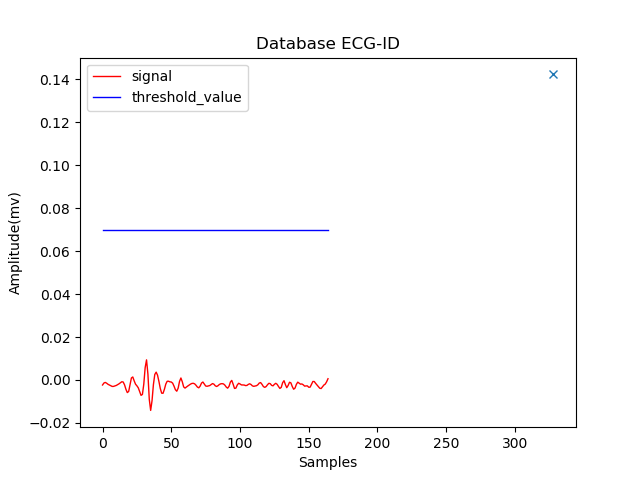 Database ECG-ID
signal
threshold_value
Amplitude(mv)
0.14
0.12
0.10
0.08
0.06
0.04
0.02
0.00
−0.02
0 50 100 150 200 250 300
Samples